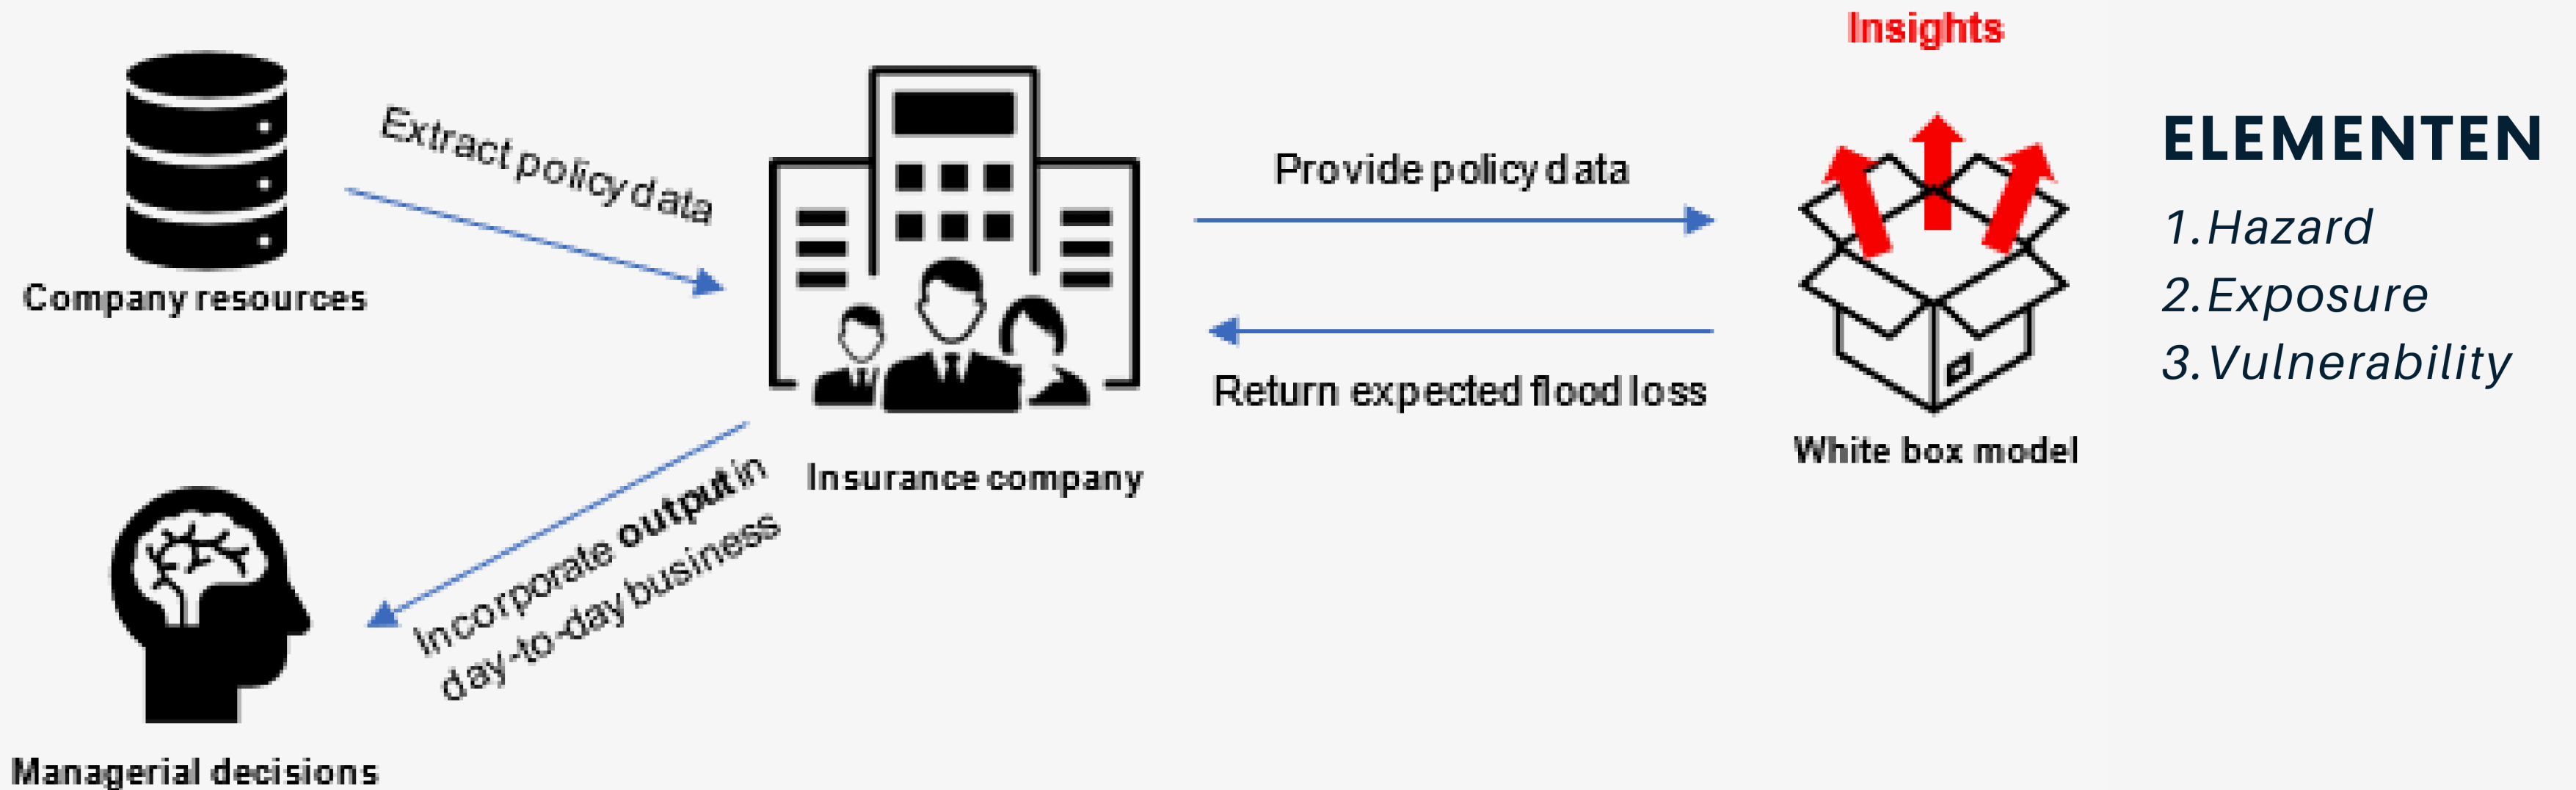 Insights
Extract policy data
Company resources
Provide policy data
Return expected flood loss
Insurance company
White box model
ELEMENTEN
1.Hazard
2.Exposure
3.Vulnerability
Incorporate output in
day-to-day business
Managerial decisions